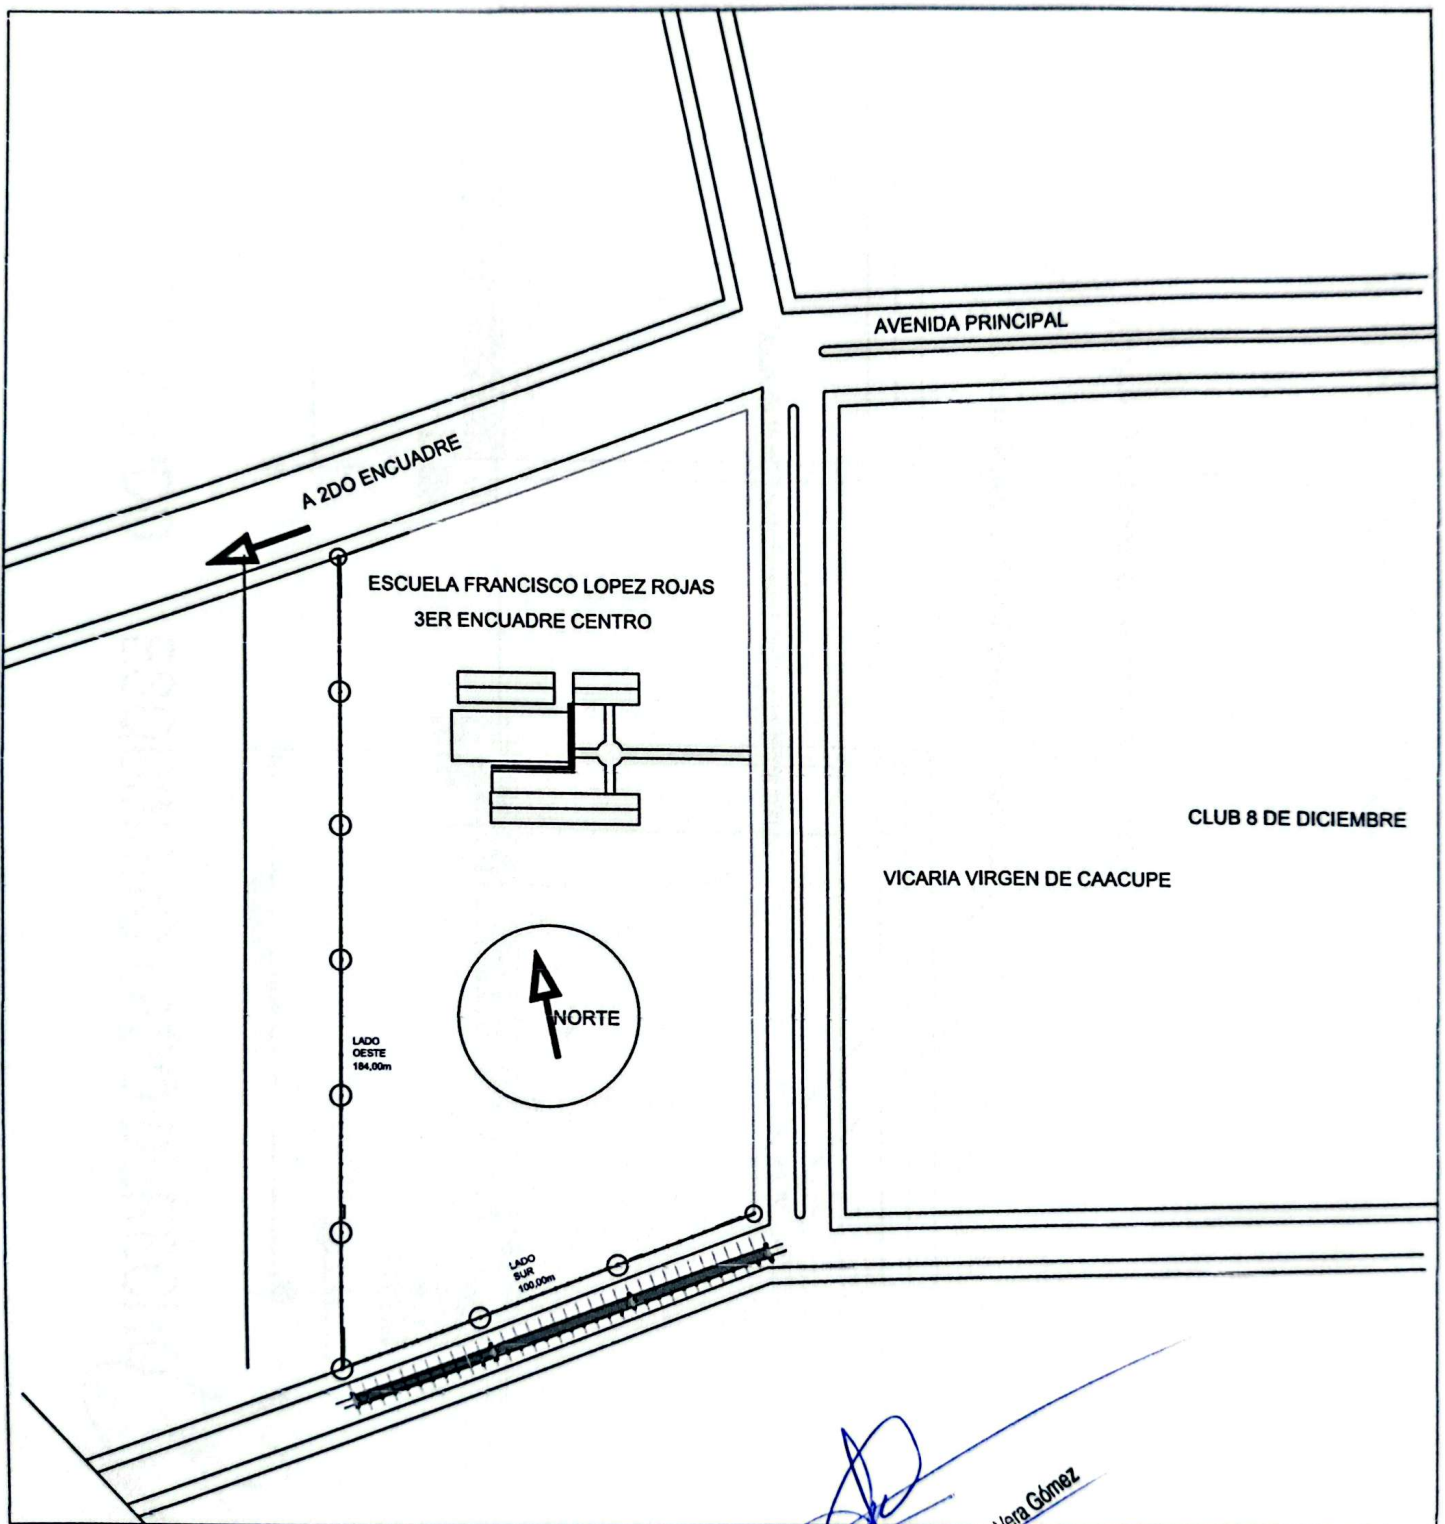 AVENIDA PRINCIPAL
A 2DO ENCUADRE
ESCUELA FRANCISCO LOPEZ ROJAS
3ER ENCUADRE CENTRO
CLUB 8 DE DICIEMBRE
VICARIA VIRGEN DE CAACUPE
NORTE
LADO
OESTE
184,00m
LADO
SUR
100,00m
Vera Gómez